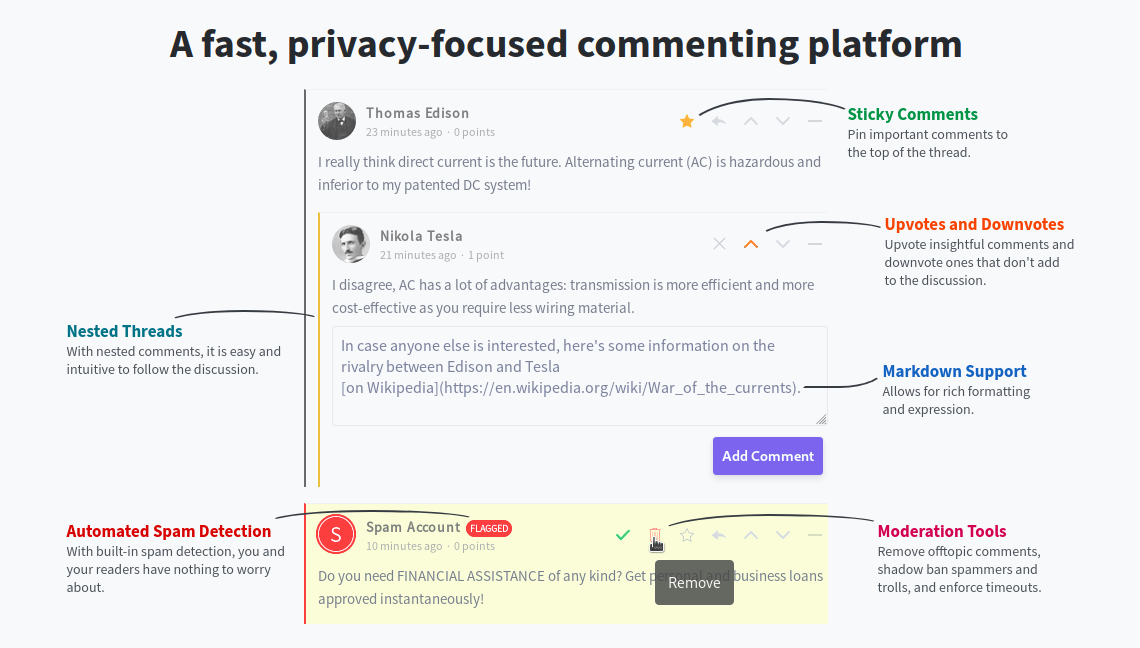 A fast, privacy-focused commenting platform
Thomas Edison
23 minutes ago · 0 points
I really think direct current is the future. Alternating current (AC) is hazardous and
inferior to my patented DC system!
Sticky Comments
Pin important comments to
the top of the thread.
Nikola Tesla
21 minutes ago · 1 point
I disagree, AC has a lot of advantages: transmission is more efficient and more
cost-effective as you require less wiring material.
Upvotes and Downvotes
Upvote insightful comments and
downvote ones that don't add
to the discussion.
Nested Threads
With nested comments, it is easy and
intuitive to follow the discussion.
In case anyone else is interested, here's some information on the
rivalry between Edison and Tesla
[on Wikipedia](https://en.wikipedia.org/wiki/War_of_the_currents).
Markdown Support
Allows for rich formatting
and expression.
Add Comment
Automated Spam Detection
With built-in spam detection, you and
your readers have nothing to worry
about.
S
Spam Account FLAGGED
10 minutes ago · 0 points
Do you need FINANCIAL ASSISTANCE of any kind? Get personal and business loans
approved instantaneously!
Remove
Moderation Tools
Remove offtopic comments,
shadow ban spammers and
trolls, and enforce timeouts.